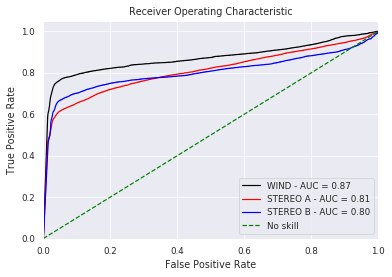 Receiver Operating Characteristic
True Positive Rate
1.0
0.8
0.6
0.4
0.2
0.0
WIND - AUC = 0.87
STEREO A - AUC = 0.81
STEREO B - AUC = 0.80
No skill
0.0 0.2 0.4 0.6 0.8 1.0
False Positive Rate